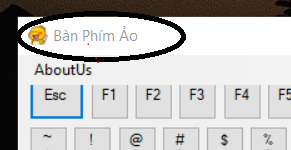 Bàn Phím Ảo
AboutUs
Esc F1 F2 F3 F4 F5
~ ! @ # $ %